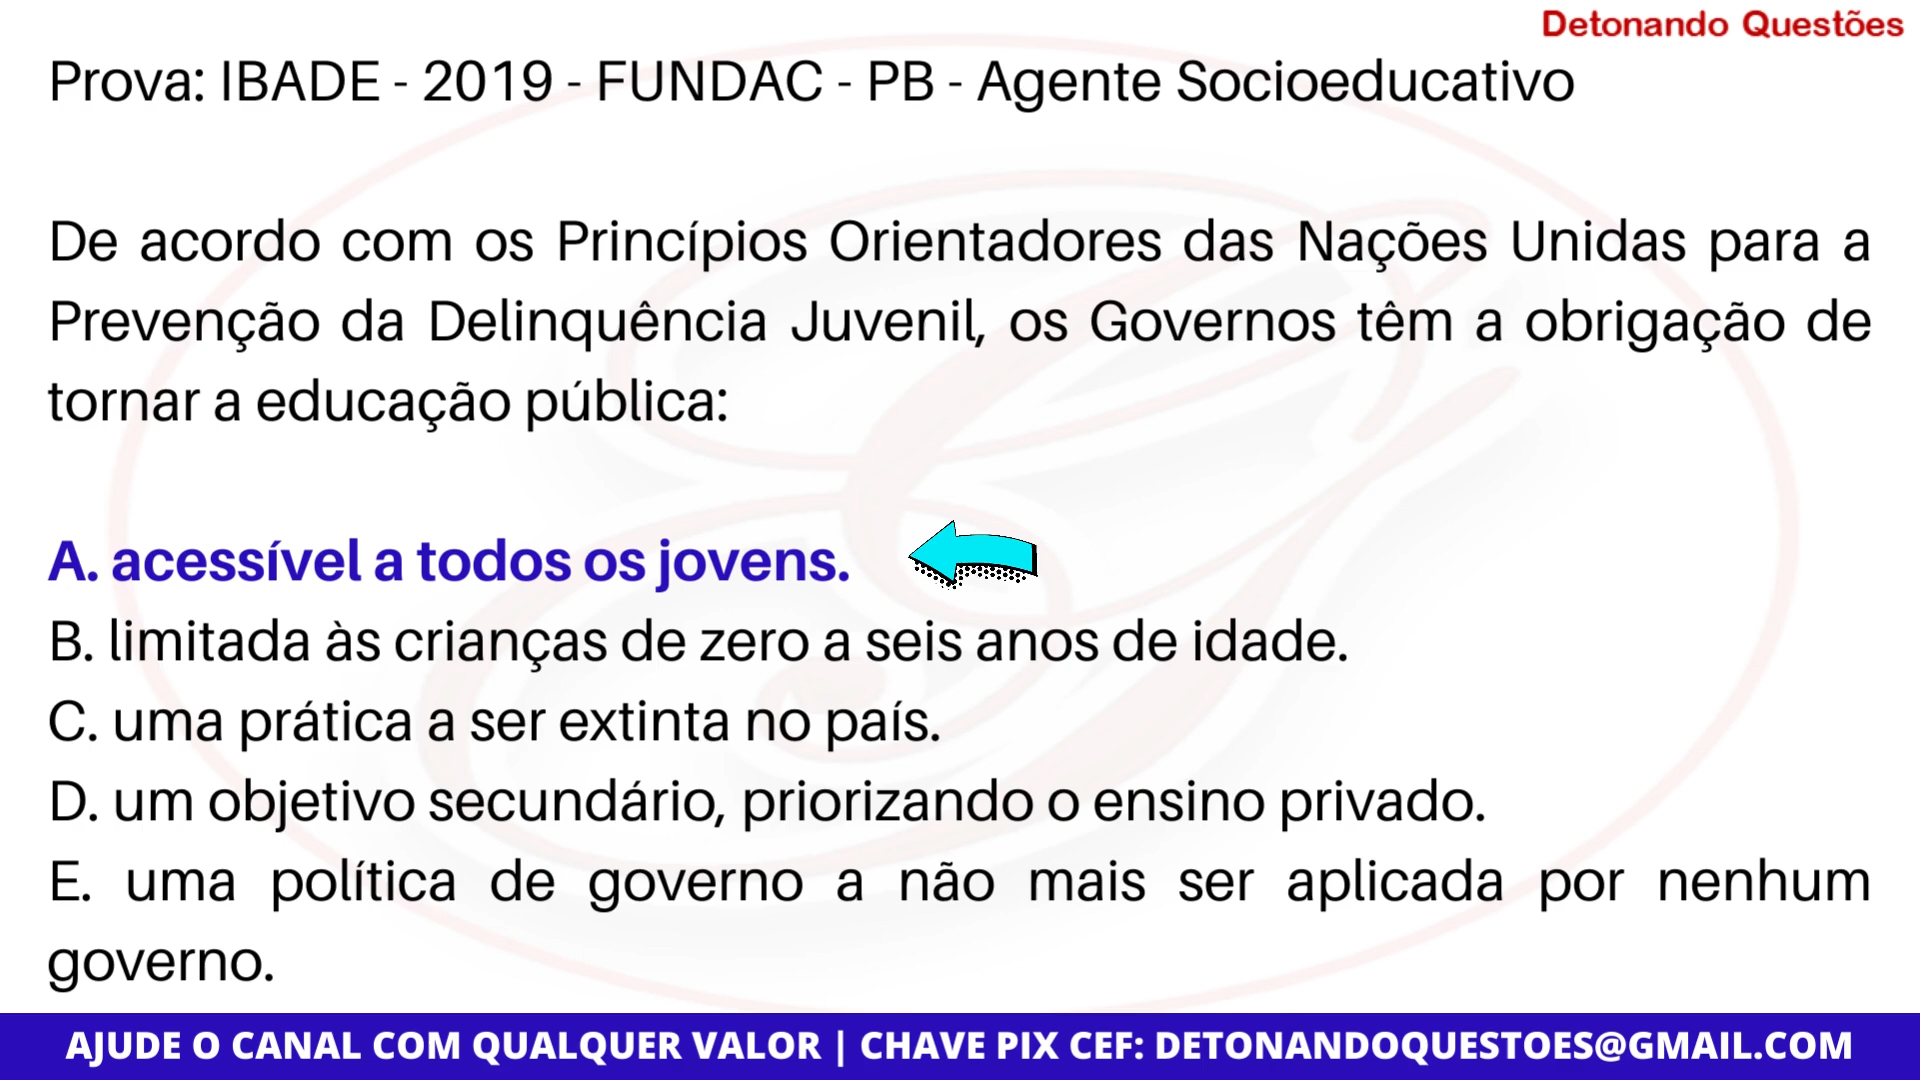 Detonando Questões
Prova: IBADE - 2019 - FUNDAC - PB - Agente Socioeducativo
De acordo com os Princípios Orientadores das Nações Unidas para a
Prevenção da Delinquência Juvenil, os Governos têm a obrigação de
tornar a educação pública:
A. acessível a todos os jovens.
B. limitada às crianças de zero a seis anos de idade.
C. uma prática a ser extinta no país.
D. um objetivo secundário, priorizando o ensino privado.
E. uma política de governo a não mais ser aplicada por nenhum
governo.
AJUDE O CANAL COM QUALQUER VALOR | CHAVE PIX CEF: DETONANDOQUESTOES@GMAIL.COM